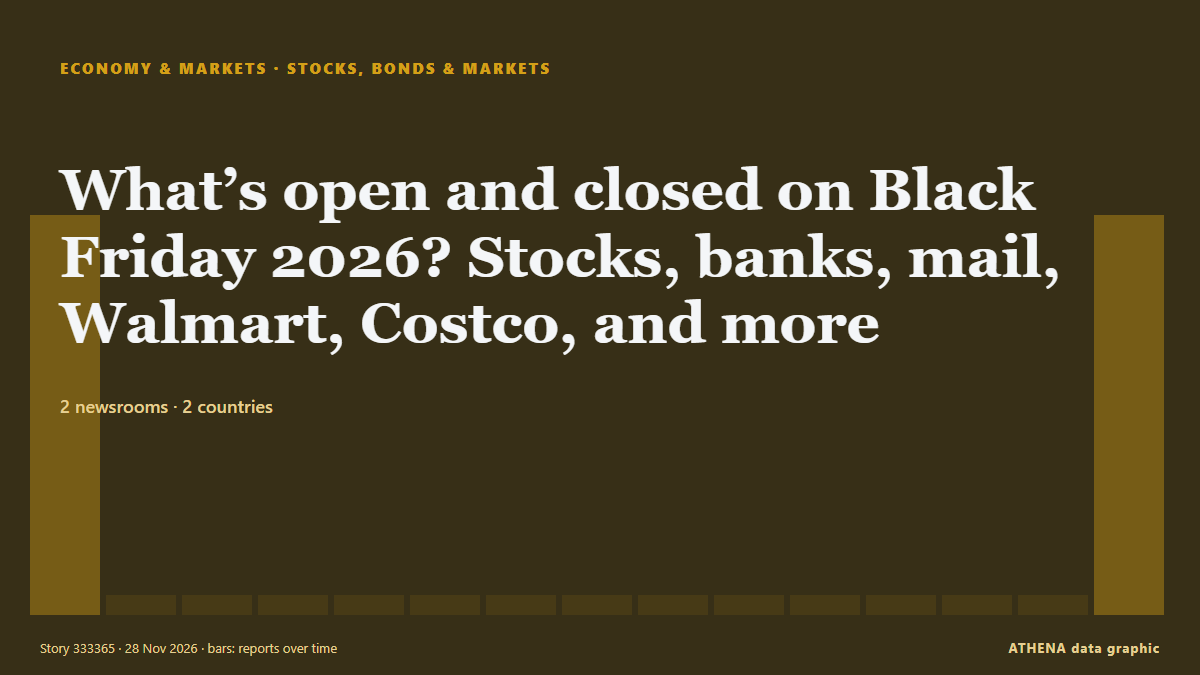 ECONOMY & MARKETS · STOCKS, BONDS & MARKETS
What’s open and closed on Black
Friday 2026? Stocks, banks, mail,
Walmart, Costco, and more
2 newsrooms · 2 countries
Story 333365 · 28 Nov 2026 · bars: reports over time
ATHENA data graphic